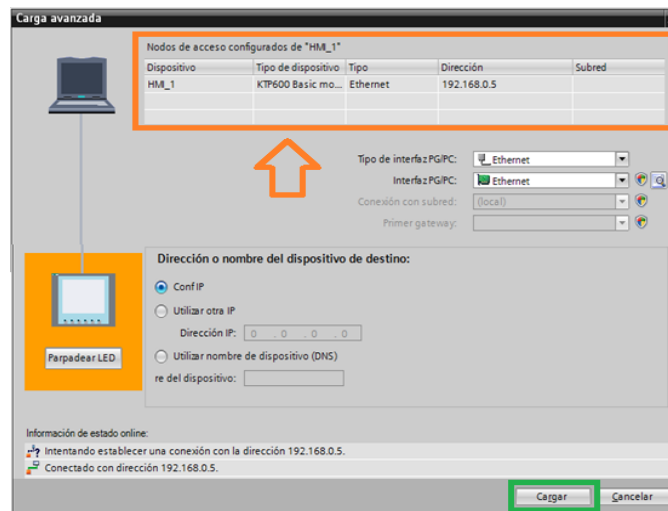 Carga avanzada
Nodos de acceso configurados de "HMI_1"
Dispositivo Tipo de dispositivo Tipo Dirección Subred
HMI_1 KTP600 Basic mo... Ethernet 192.168.0.5
Tipo de interfaz PG/PC: Ethernet
Interfaz PG/PC: Ethernet
Conexión con subred: (local)
Primer gateway:
Dirección o nombre del dispositivo de destino:
Conf IP
Utilizar otra IP
Dirección IP: 0 . 0 . 0 . 0
Utilizar nombre de dispositivo (DNS)
re del dispositivo:
Parpadear LED
Información de estado online:
Intentando establecer una conexión con la dirección 192.168.0.5.
Conectado con dirección 192.168.0.5.
Cargar Cancelar